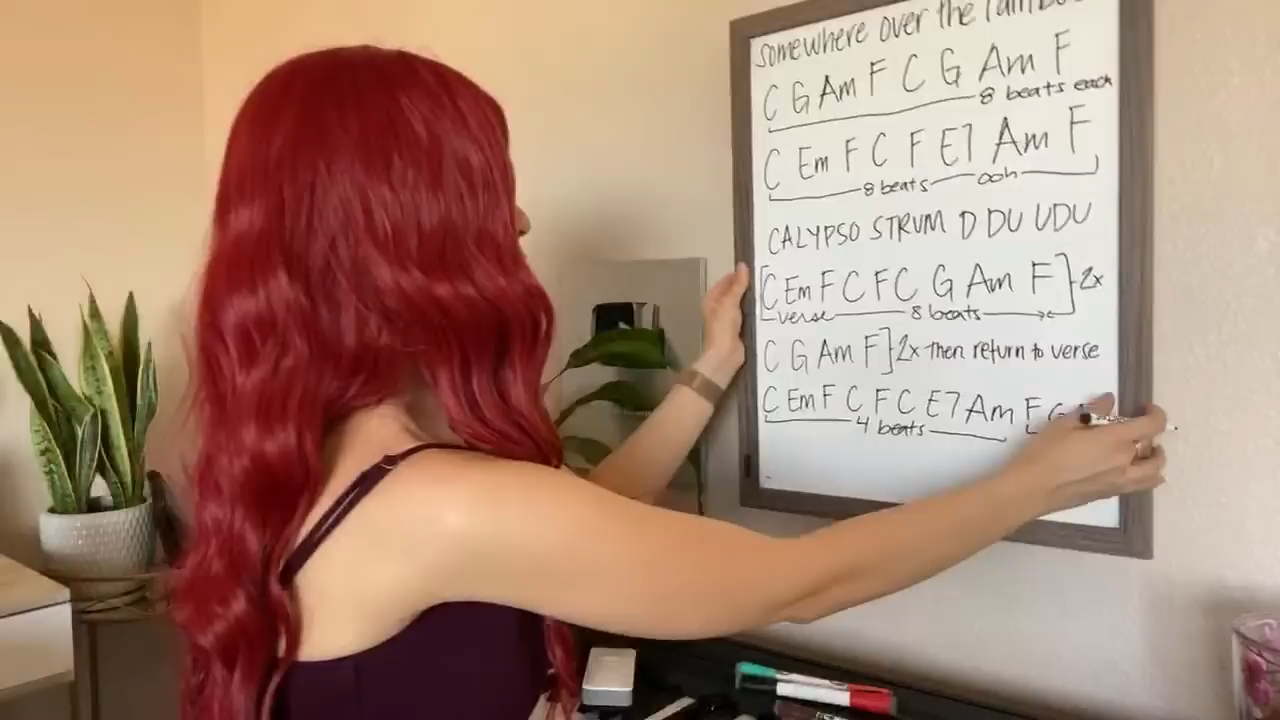 somewhere over the rainbow
C G Am F C G Am F
8 beats each
C Em F C F E7 Am F
8 beats ooh
CALYPSO STRUM D DU UDU
[C Em F C F C G Am F] 2x
verse 8 beats
C G Am F] 2x then return to verse
C Em F C F C E7 Am F G
4 beats